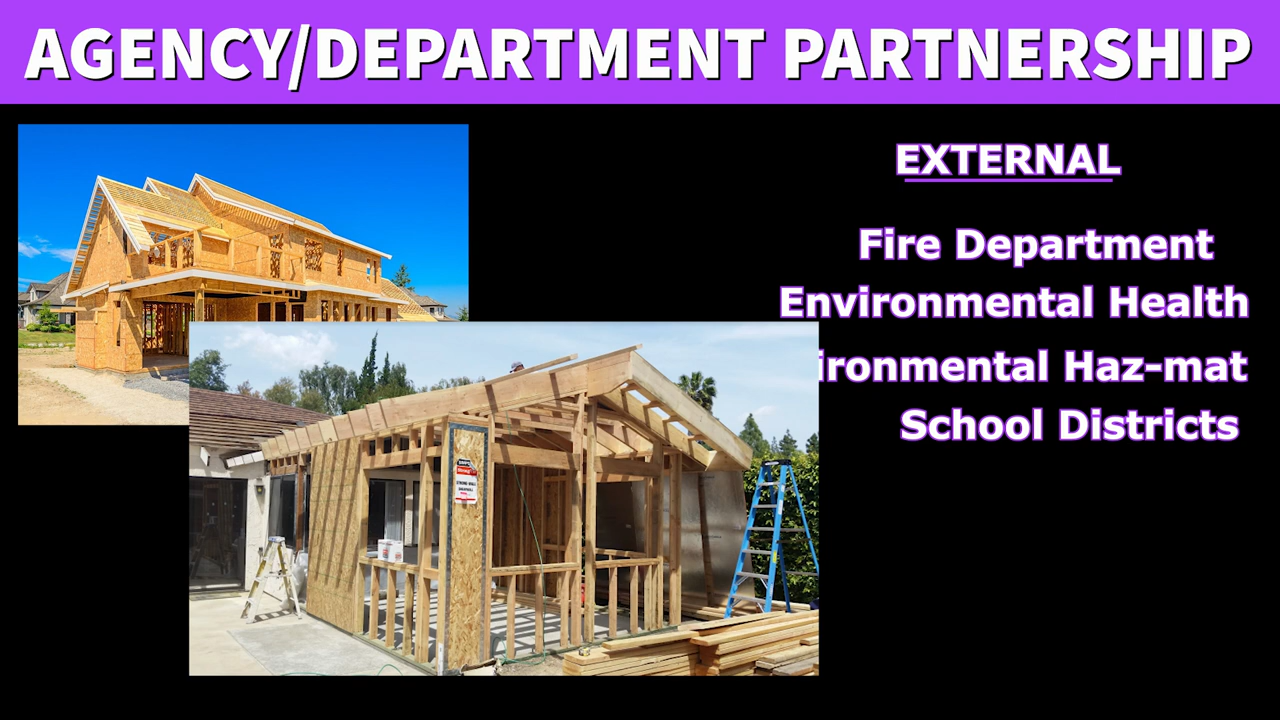 AGENCY/DEPARTMENT PARTNERSHIP
EXTERNAL
Fire Department
Environmental Health
ironmental Haz-mat
School Districts